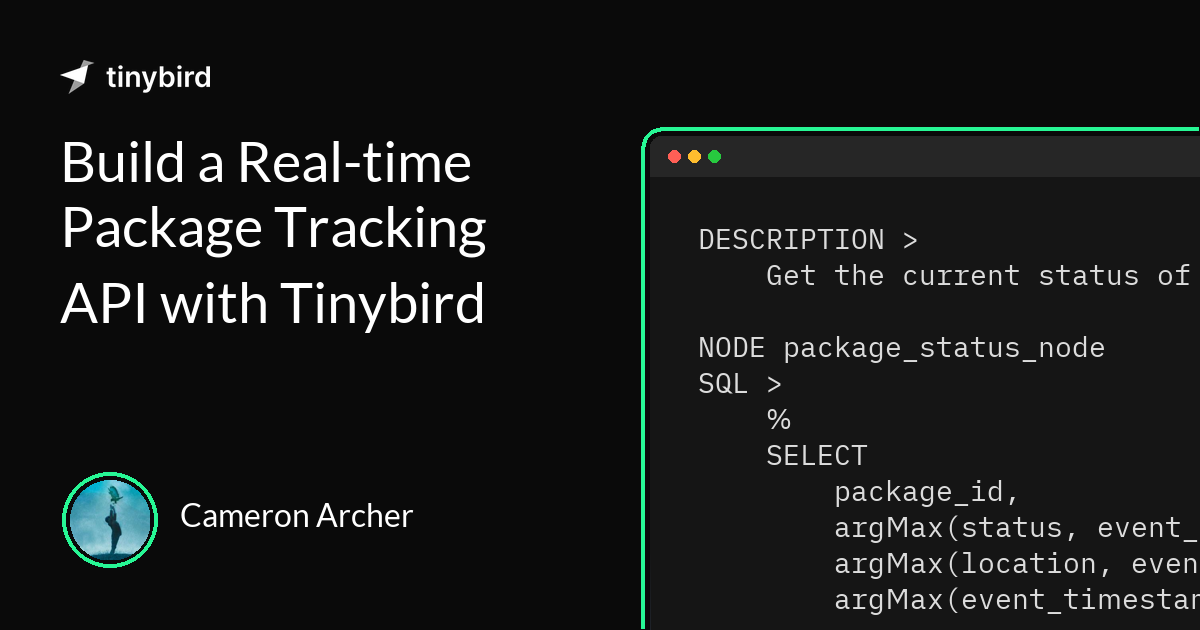 tinybird
Build a Real-time
Package Tracking
API with Tinybird
Cameron Archer
DESCRIPTION >
Get the current status of
NODE package_status_node
SQL >
%
SELECT
package_id,
argMax(status, event_
argMax(location, even
argMax(event_timestam